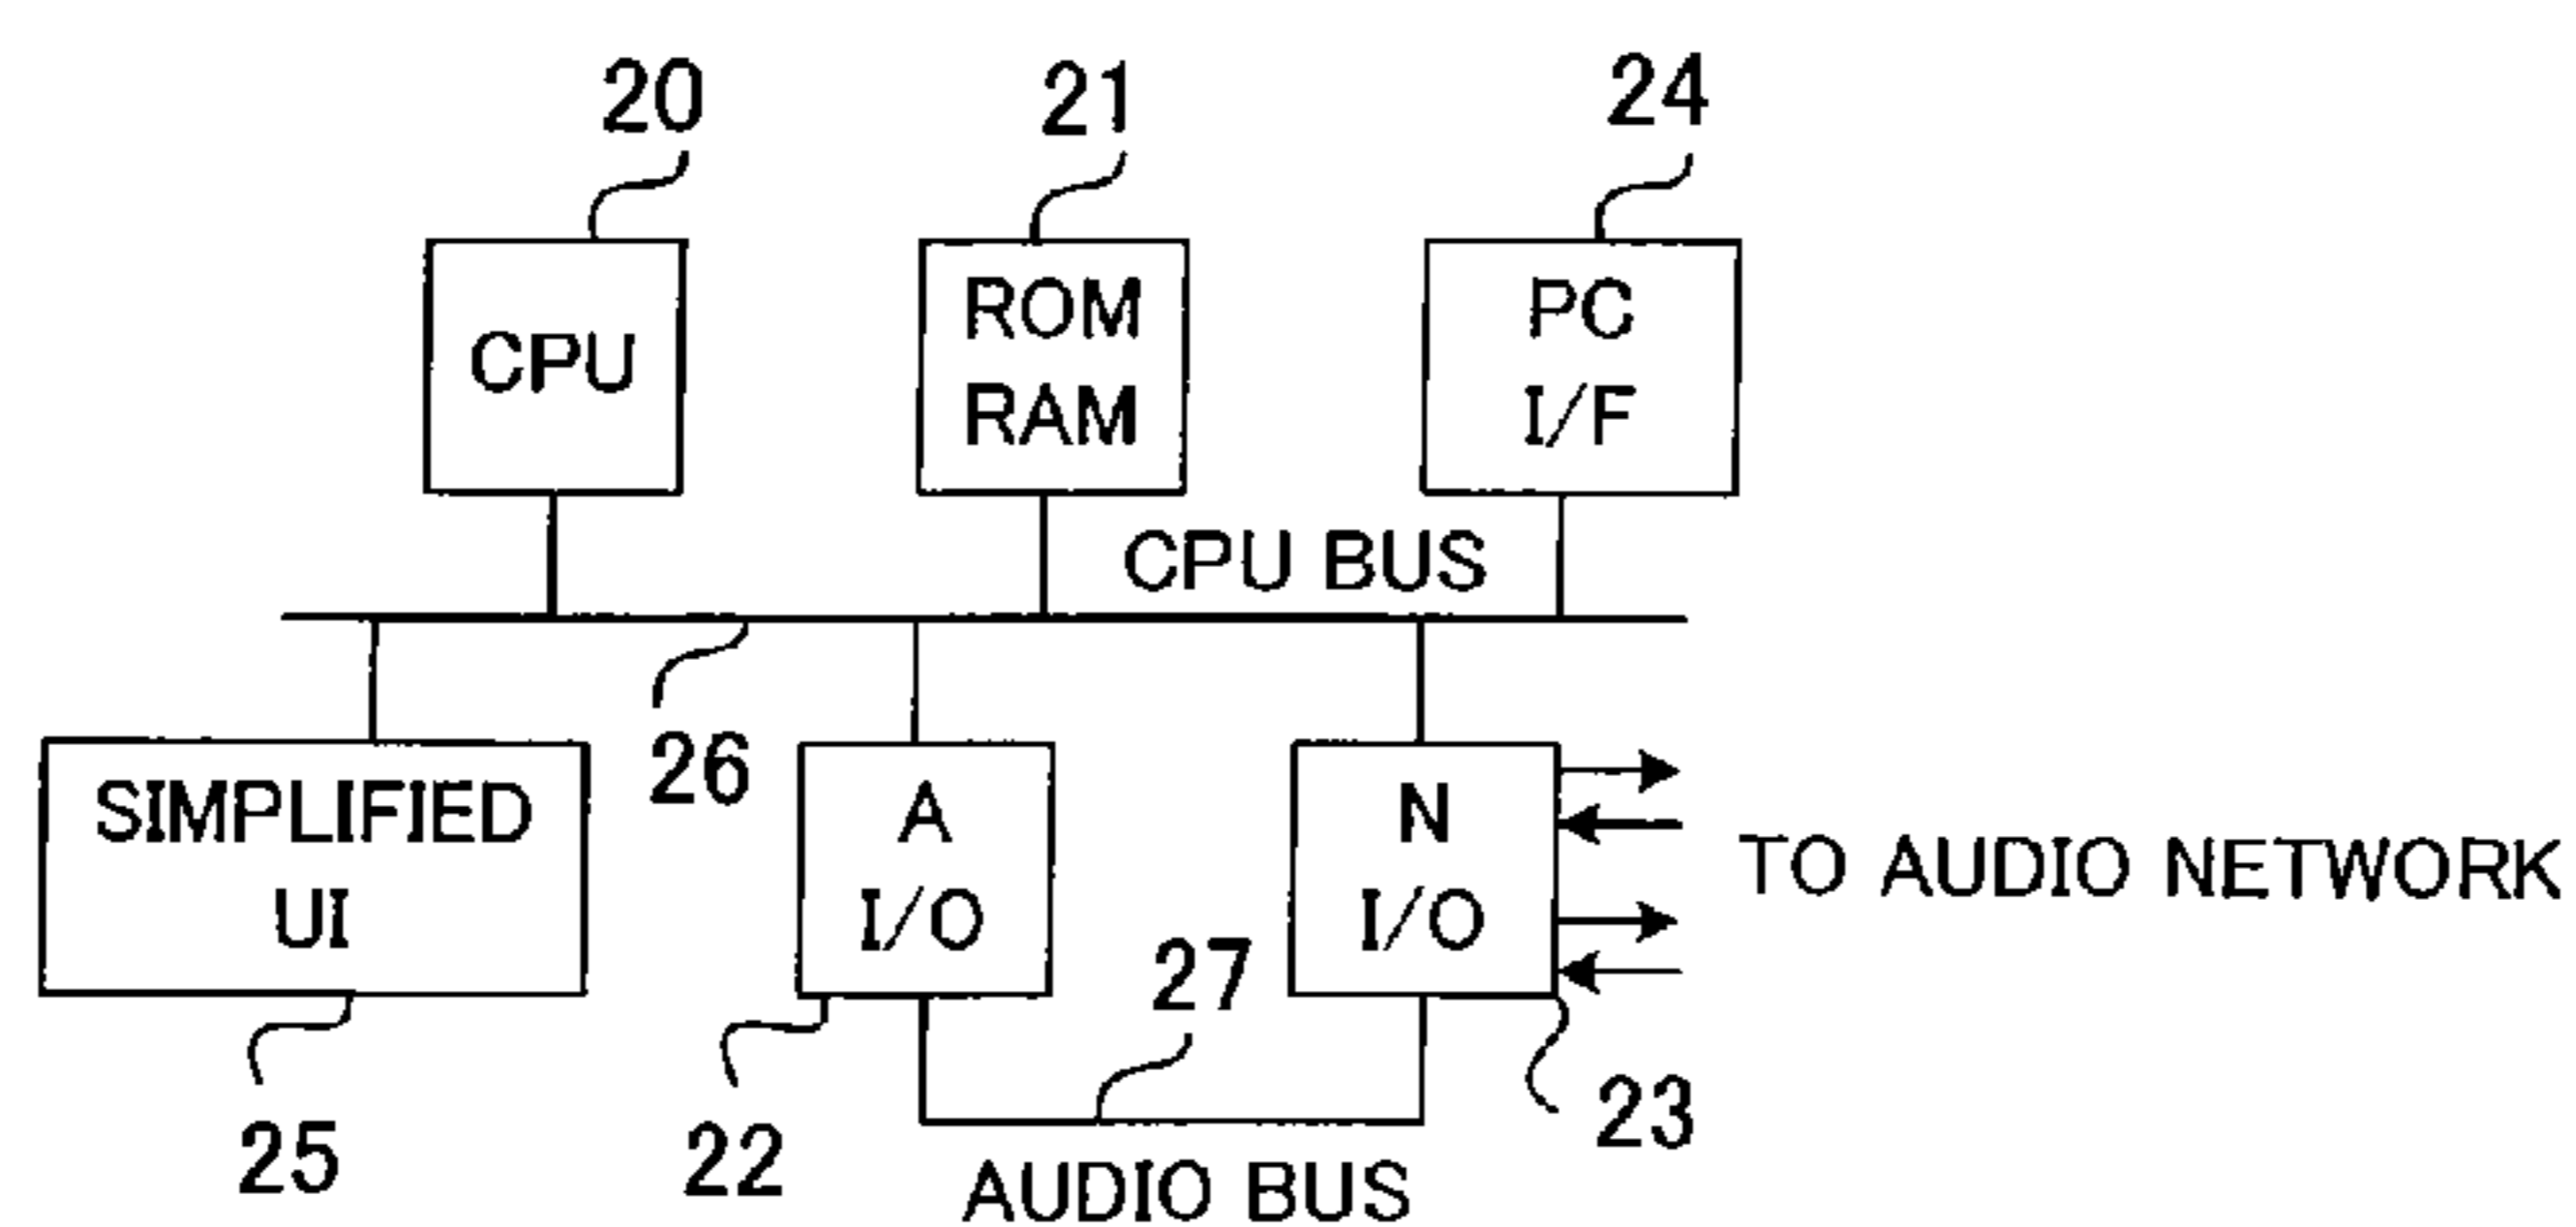 20
21
24
CPU
ROM
RAM
PC
I/F
CPU BUS
26
SIMPLIFIED
UI
A
I/O
N
I/O
TO AUDIO NETWORK
25
22
27
23
AUDIO BUS